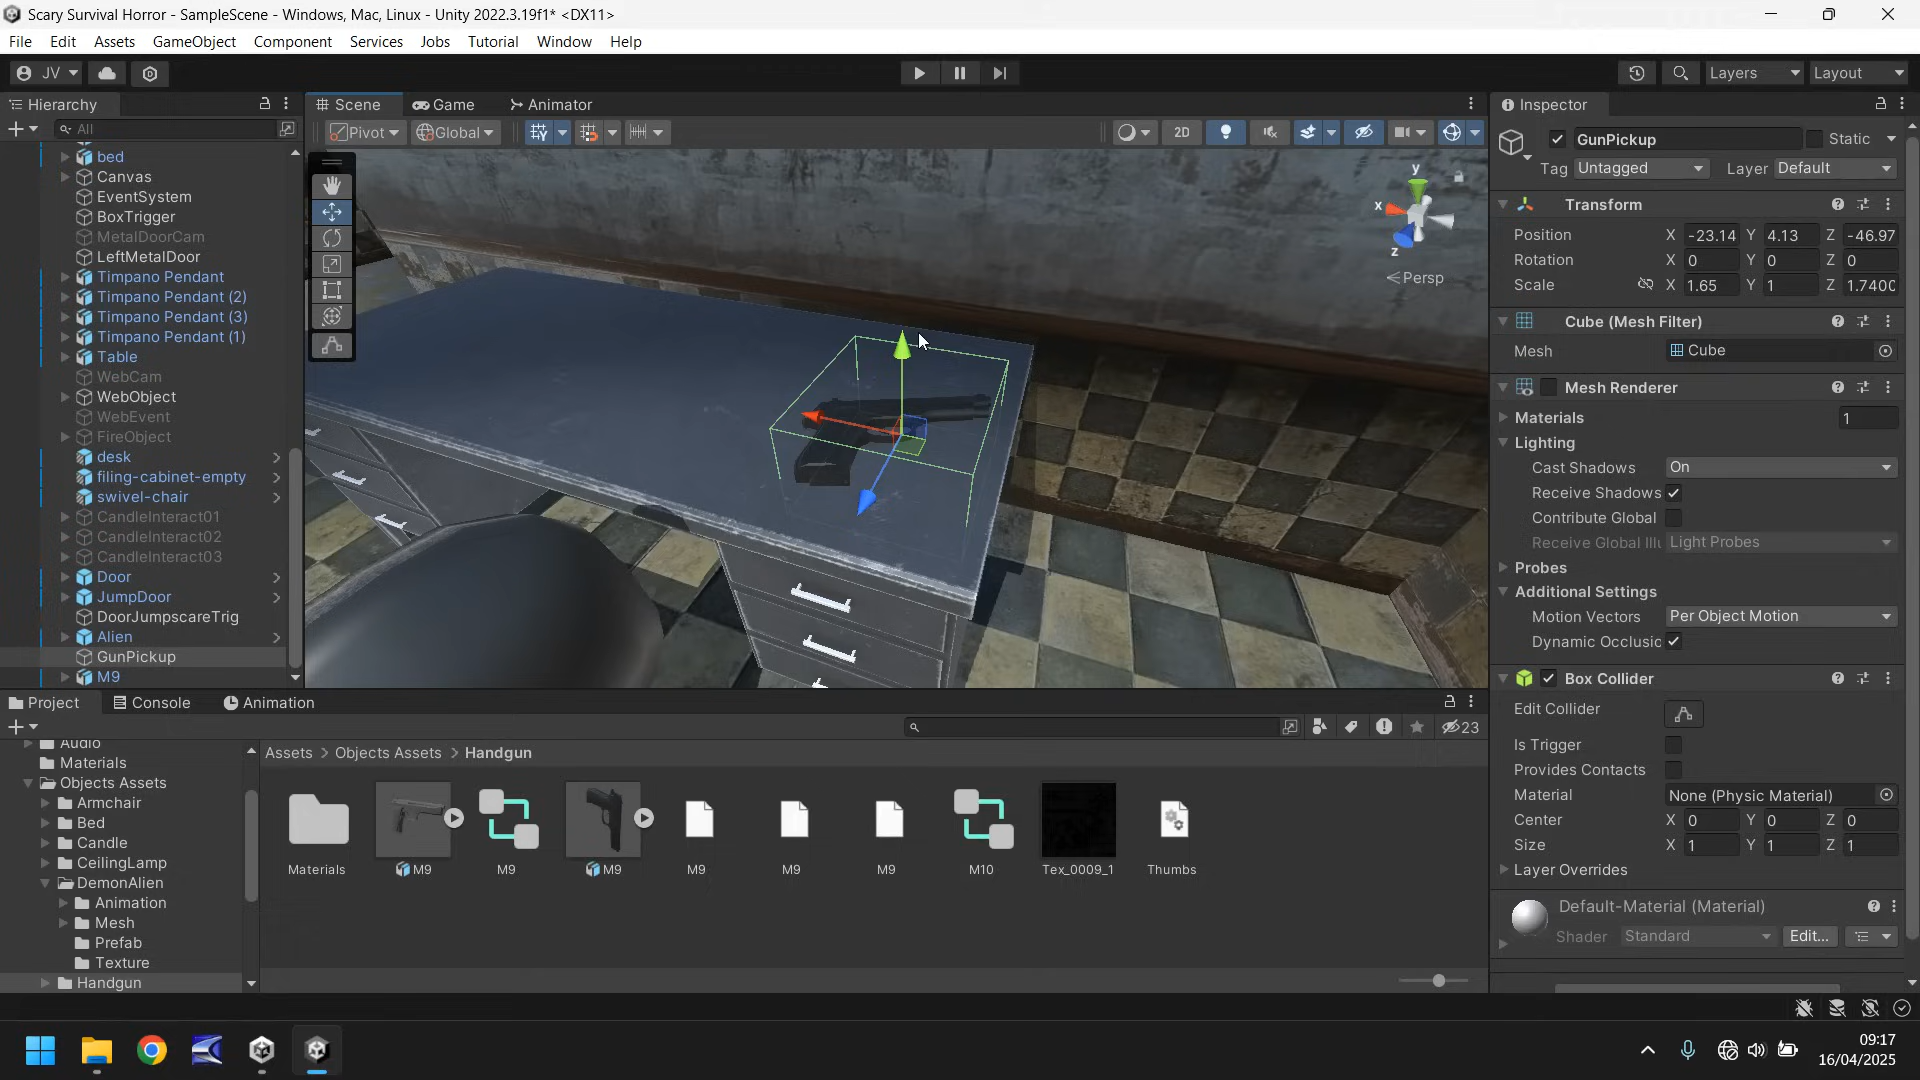 Scary Survival Horror - SampleScene - Windows, Mac, Linux - Unity 2022.3.19f1* <DX11>
File Edit Assets GameObject Component Services Jobs Tutorial Window Help
JV Layers Layout
Hierarchy
All
bed
Canvas
EventSystem
BoxTrigger
MetalDoorCam
LeftMetalDoor
Timpano Pendant
Timpano Pendant (2)
Timpano Pendant (3)
Timpano Pendant (1)
Table
WebCam
WebObject
WebEvent
FireObject
desk
filing-cabinet-empty
swivel-chair
CandleInteract01
CandleInteract02
CandleInteract03
Door
JumpDoor
DoorJumpscareTrig
Alien
GunPickup
M9
Scene Game Animator
Pivot Global 2D
y
x
z
Persp
Inspector
GunPickup Static
Tag Untagged Layer Default
Transform
Position X -23.14 Y 4.13 Z -46.97
Rotation X 0 Y 0 Z 0
Scale X 1.65 Y 1 Z 1.7400
Cube (Mesh Filter)
Mesh Cube
Mesh Renderer
Materials 1
Lighting
Cast Shadows On
Receive Shadows
Contribute Global
Receive Global Illu Light Probes
Probes
Additional Settings
Motion Vectors Per Object Motion
Dynamic Occlusic
Box Collider
Edit Collider
Is Trigger
Provides Contacts
Material None (Physic Material)
Center X 0 Y 0 Z 0
Size X 1 Y 1 Z 1
Layer Overrides
Default-Material (Material)
Shader Standard Edit...
Project Console Animation
23
Audio
Materials
Objects Assets
Armchair
Bed
Candle
CeilingLamp
DemonAlien
Animation
Mesh
Prefab
Texture
Handgun
Assets > Objects Assets > Handgun
Materials M9 M9 M9 M9 M9 M9 M10 Tex_0009_1 Thumbs
09:17
16/04/2025